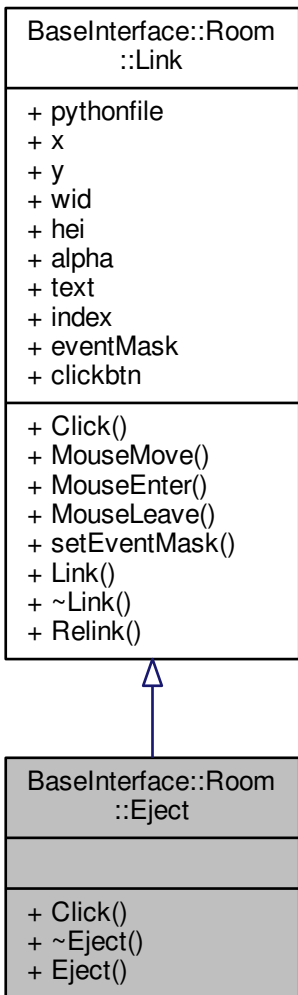 BaseInterface::Room
::Link
+ pythonfile
+ x
+ y
+ wid
+ hei
+ alpha
+ text
+ index
+ eventMask
+ clickbtn
+ Click()
+ MouseMove()
+ MouseEnter()
+ MouseLeave()
+ setEventMask()
+ Link()
+ ~Link()
+ Relink()
BaseInterface::Room
::Eject
+ Click()
+ ~Eject()
+ Eject()